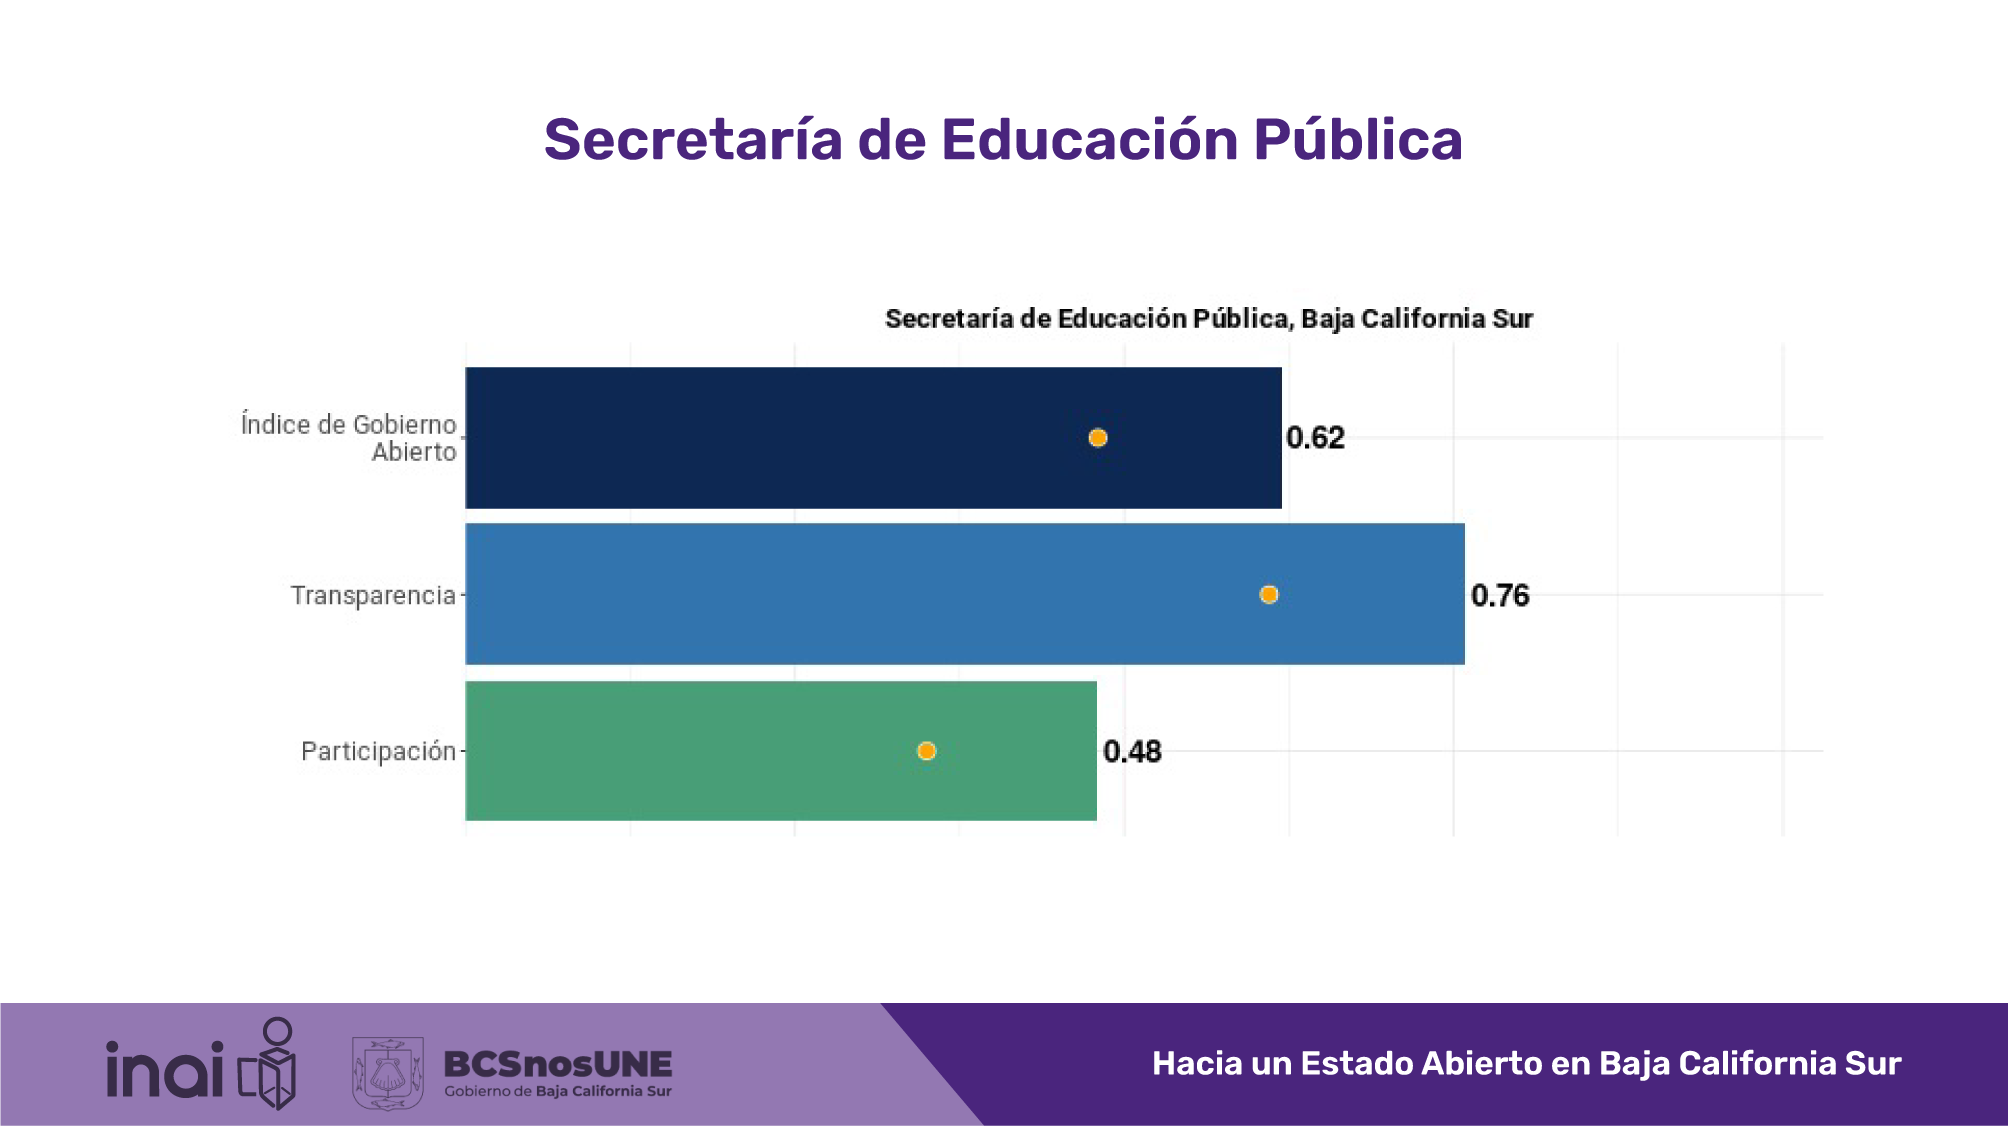 Secretaría de Educación Pública
Secretaría de Educación Pública, Baja California Sur
Índice de Gobierno
Abierto
0.62
Transparencia
0.76
Participación
0.48
inai
BCSnosUNE
Gobierno de Baja California Sur
Hacia un Estado Abierto en Baja California Sur